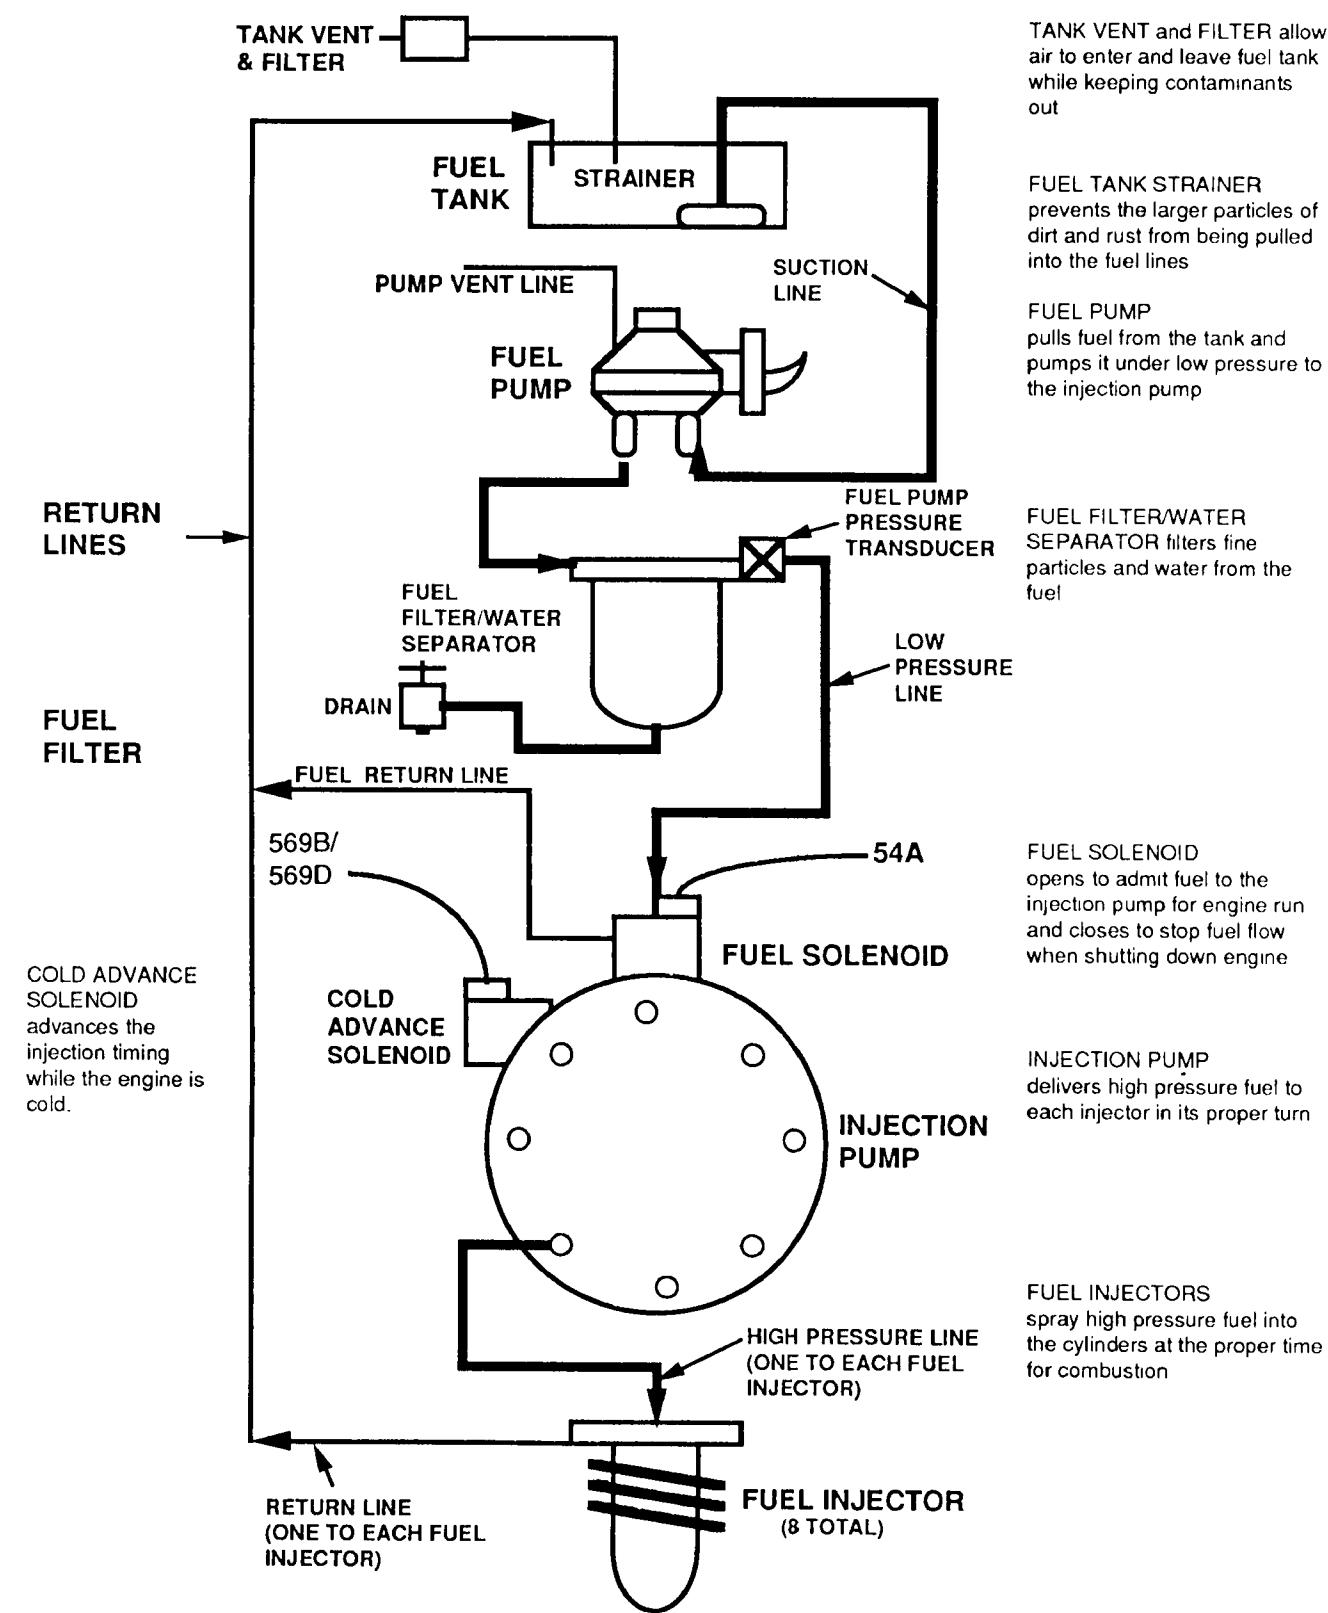 TANK VENT
& FILTER
TANK VENT and FILTER allow
air to enter and leave fuel tank
while keeping contaminants
out
FUEL
TANK
STRAINER
FUEL TANK STRAINER
prevents the larger particles of
dirt and rust from being pulled
into the fuel lines
PUMP VENT LINE
SUCTION
LINE
FUEL
PUMP
FUEL PUMP
pulls fuel from the tank and
pumps it under low pressure to
the injection pump
RETURN
LINES
FUEL PUMP
PRESSURE
TRANSDUCER
FUEL FILTER/WATER
SEPARATOR filters fine
particles and water from the
fuel
FUEL
FILTER/WATER
SEPARATOR
LOW
PRESSURE
LINE
DRAIN
FUEL
FILTER
FUEL RETURN LINE
569B/
569D
54A
FUEL SOLENOID
opens to admit fuel to the
injection pump for engine run
and closes to stop fuel flow
when shutting down engine
FUEL SOLENOID
COLD ADVANCE
SOLENOID
advances the
injection timing
while the engine is
cold.
COLD
ADVANCE
SOLENOID
INJECTION
PUMP
INJECTION PUMP
delivers high pressure fuel to
each injector in its proper turn
FUEL INJECTORS
spray high pressure fuel into
the cylinders at the proper time
for combustion
HIGH PRESSURE LINE
(ONE TO EACH FUEL
INJECTOR)
RETURN LINE
(ONE TO EACH FUEL
INJECTOR)
FUEL INJECTOR
(8 TOTAL)